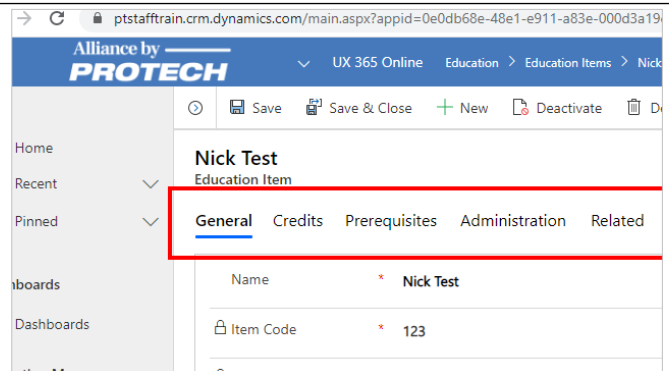 ptstafftrain.crm.dynamics.com/main.aspx?appid=0e0db68e-48e1-e911-a83e-000d3a19
Alliance by
PROTECH
UX 365 Online Education > Education Items > Nick
Save Save & Close + New Deactivate
Home
Recent
Pinned
Nick Test
Education Item
General Credits Prerequisites Administration Related
Name * Nick Test
Item Code * 123
Dashboards